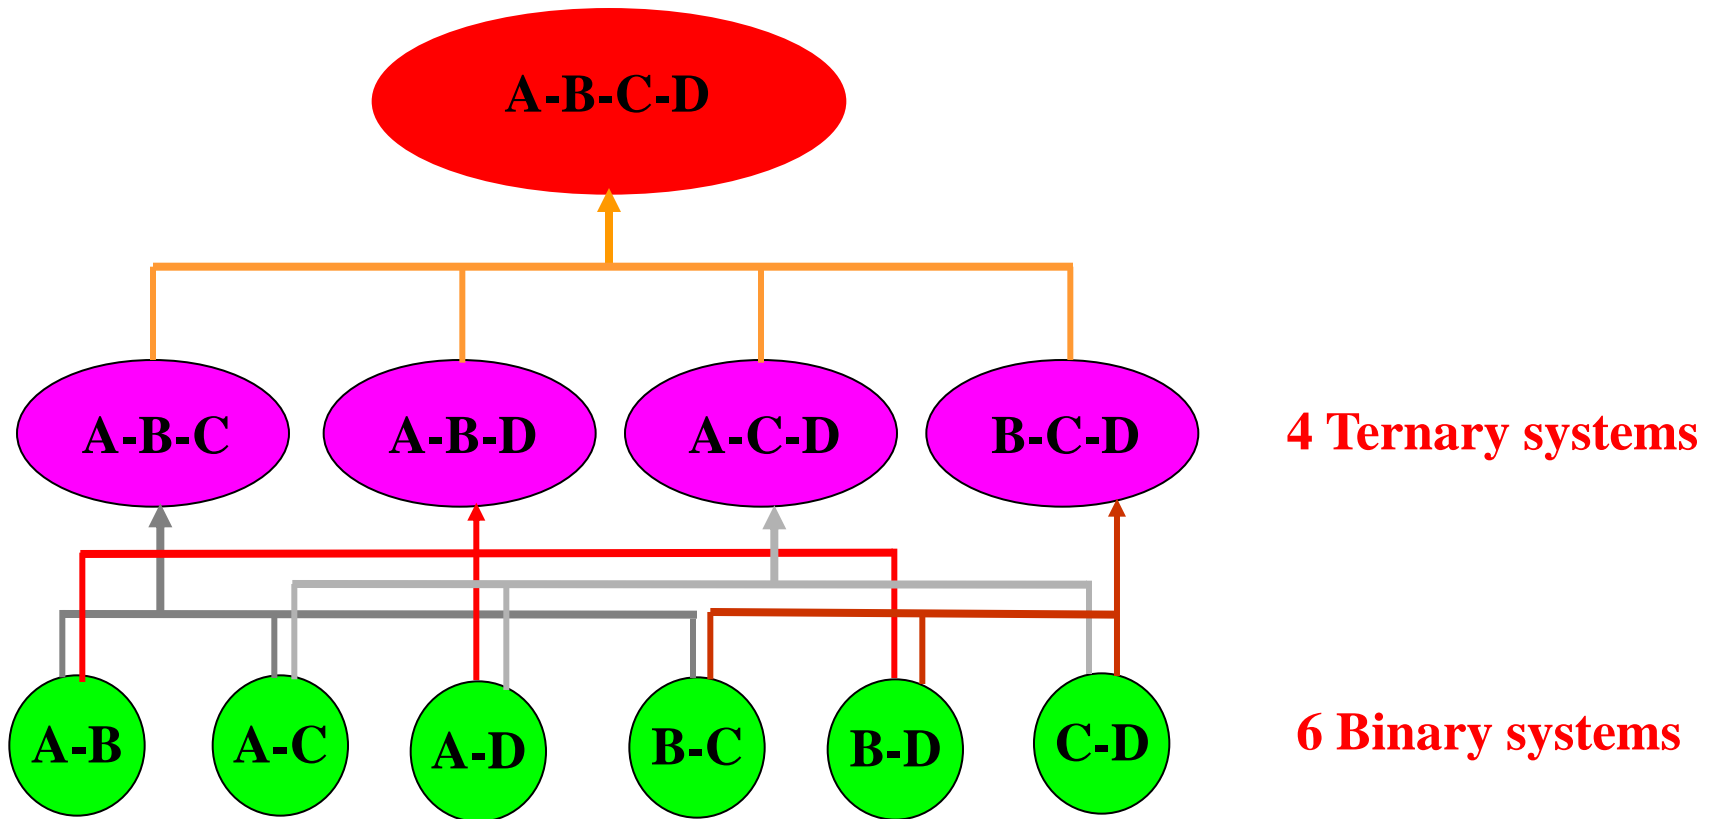 A-B-C-D
A-B-C
A-B-D
A-C-D
B-C-D
4 Ternary systems
A-B
A-C
A-D
B-C
B-D
C-D
6 Binary systems